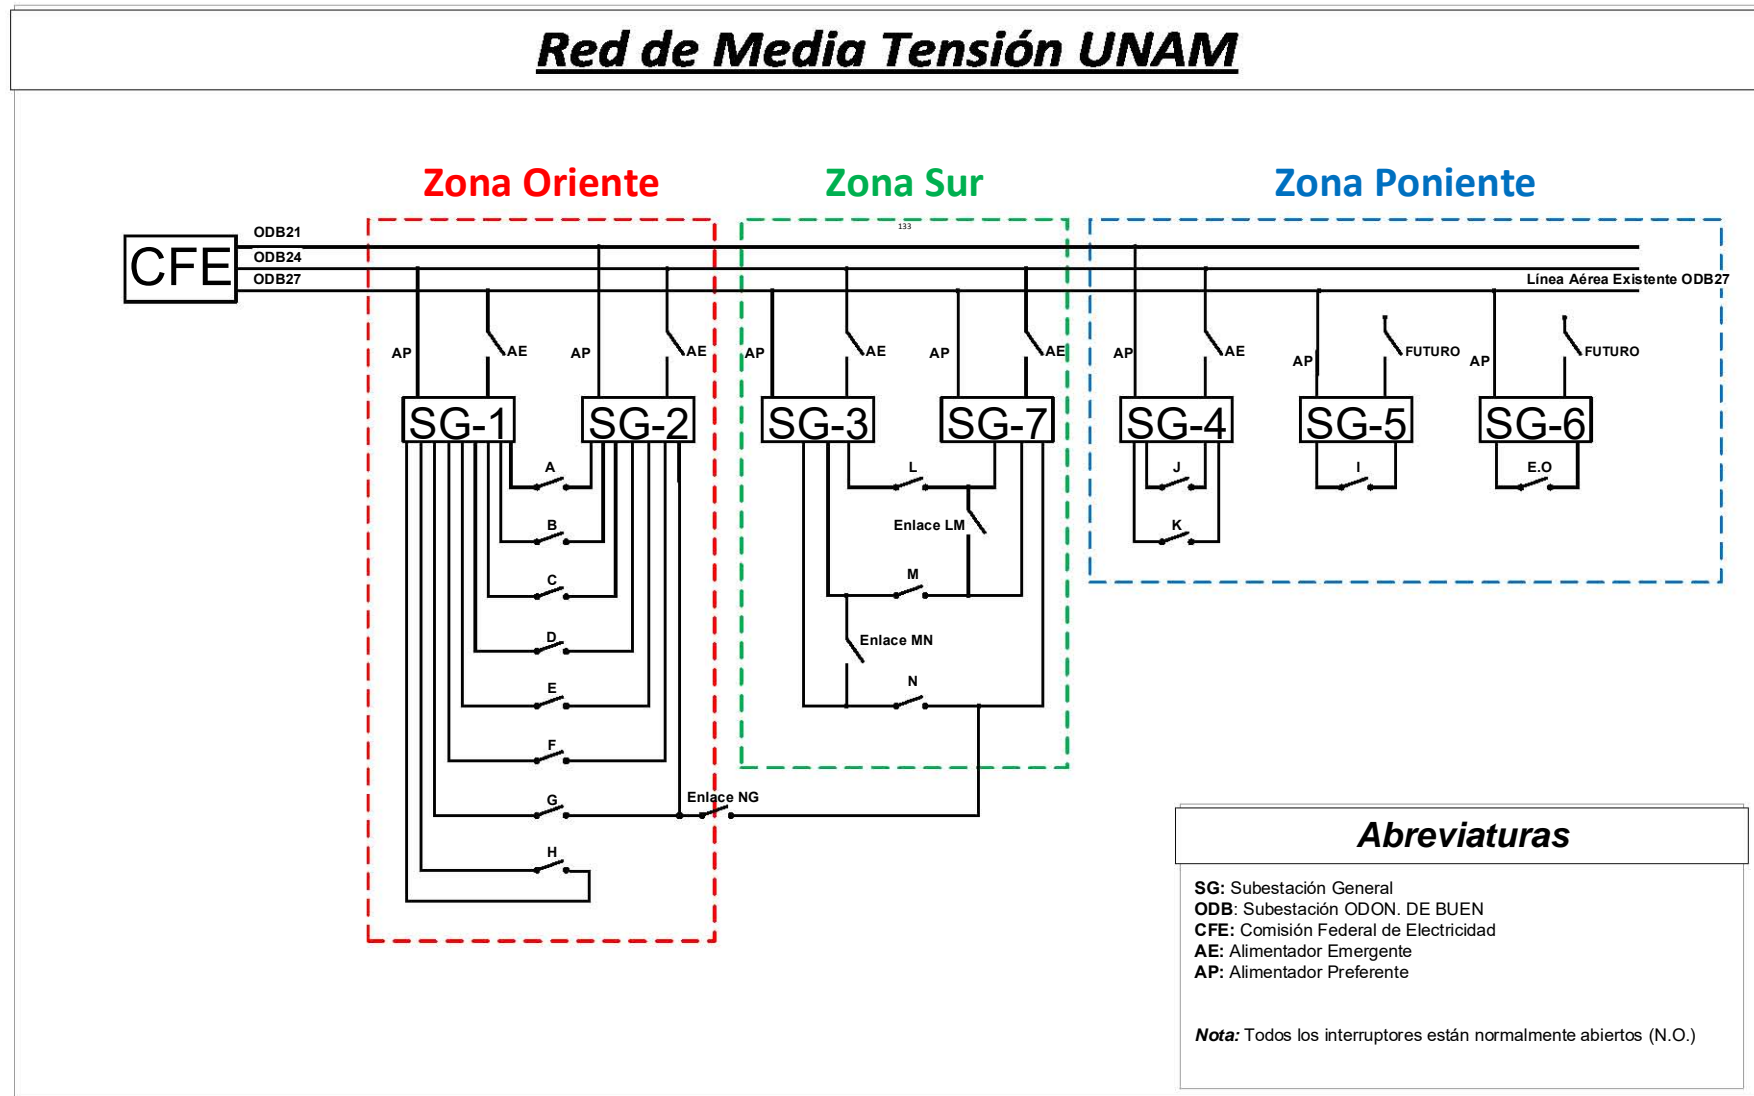 Red de Media Tensión UNAM
Zona Oriente
Zona Sur
Zona Poniente
133
CFE
ODB21
ODB24
ODB27
Línea Aérea Existente ODB27
AP
AE
AP
AE
AP
AE
AP
AE
AP
AE
AP
FUTURO
AP
FUTURO
SG-1
SG-2
SG-3
SG-7
SG-4
SG-5
SG-6
A
B
C
D
E
F
G
H
Enlace NG
L
Enlace LM
M
Enlace MN
N
J
K
I
E.O
Abreviaturas
SG: Subestación General
ODB: Subestación ODON. DE BUEN
CFE: Comisión Federal de Electricidad
AE: Alimentador Emergente
AP: Alimentador Preferente
Nota: Todos los interruptores están normalmente abiertos (N.O.)